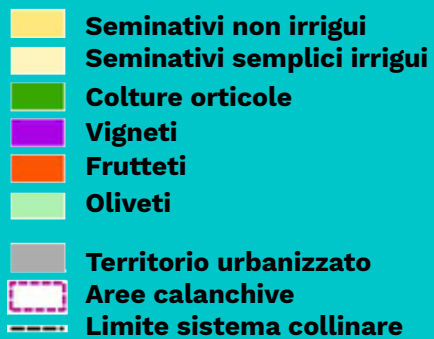 Seminativi non irrigui
Seminativi semplici irrigui
Colture orticole
Vigneti
Frutteti
Oliveti
Territorio urbanizzato
Aree calanchive
Limite sistema collinare